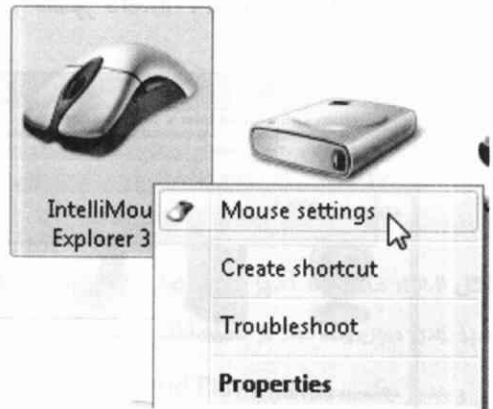 IntelliMou
Explorer 3
Mouse settings
Create shortcut
Troubleshoot
Properties